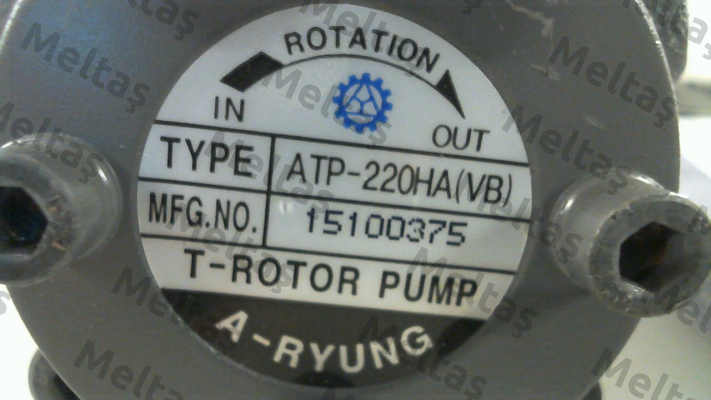 ROTATION
IN OUT
TYPE ATP-220HA(VB)
MFG.NO. 15100375
T-ROTOR PUMP
A-RYUNG
Meltaş